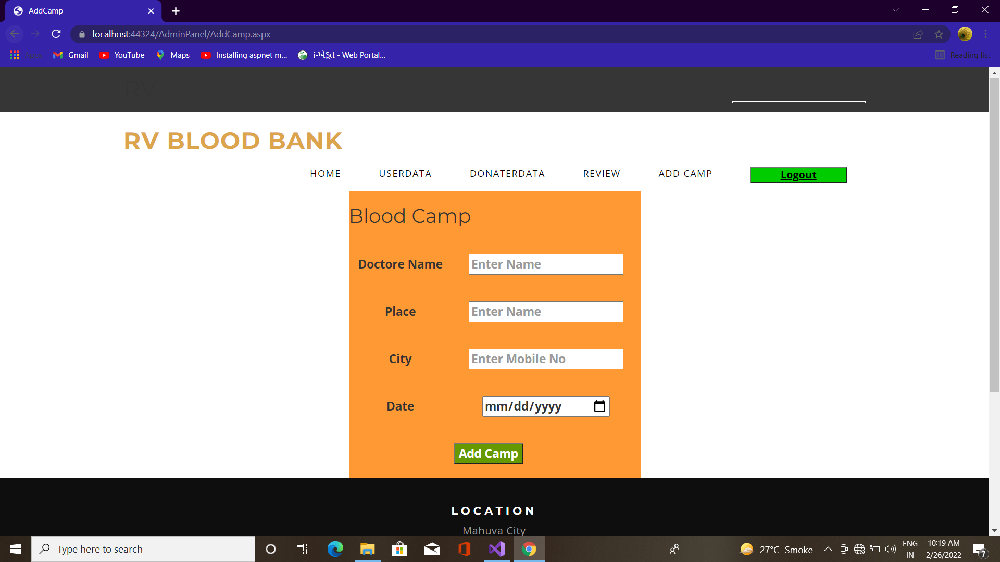 AddCamp
localhost:44324/AdminPanel/AddCamp.aspx
Apps
Gmail
YouTube
Maps
Installing aspnet m...
i-ખેડૂત - Web Portal...
Reading list
RV
RV BLOOD BANK
HOME
USERDATA
DONATERDATA
REVIEW
ADD CAMP
Logout
Blood Camp
Doctore Name
Enter Name
Place
Enter Name
City
Enter Mobile No
Date
mm/dd/yyyy
Add Camp
LOCATION
Mahuva City
Type here to search
27°C Smoke
ENG
IN
10:19 AM
2/26/2022
7